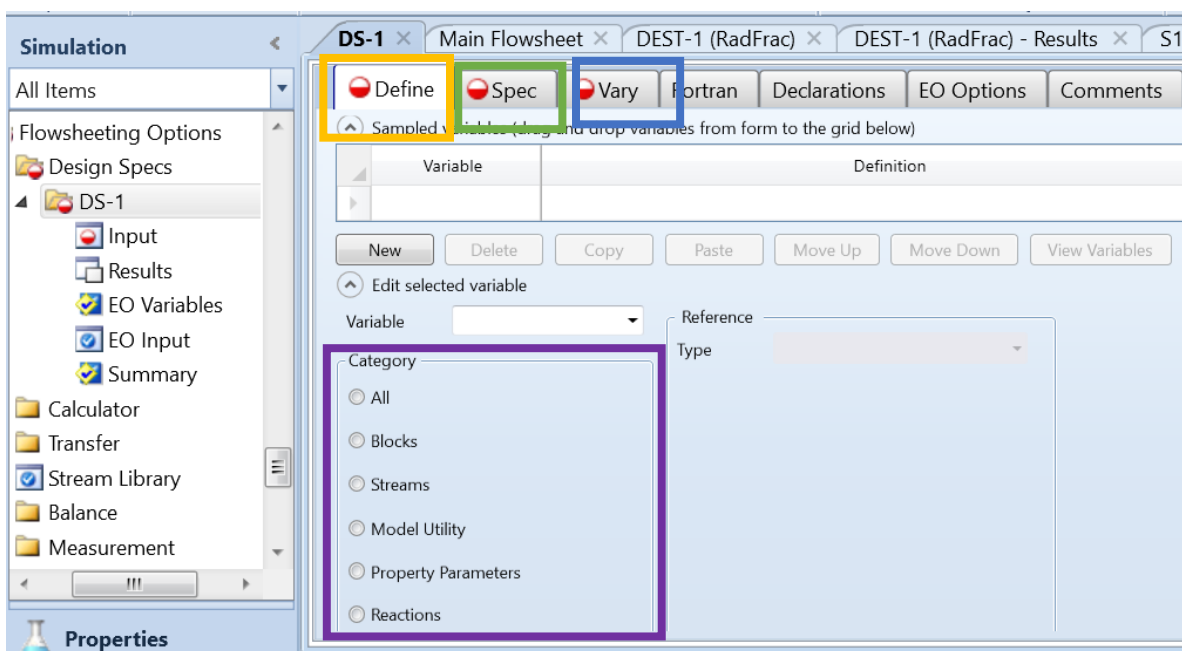 Simulation
All Items
Flowsheeting Options
Design Specs
DS-1
Input
Results
EO Variables
EO Input
Summary
Calculator
Transfer
Stream Library
Balance
Measurement
Properties
DS-1 Main Flowsheet DEST-1 (RadFrac) DEST-1 (RadFrac) - Results S1
Define Spec Vary Fortran Declarations EO Options Comments
Sampled variables (drag and drop variables from form to the grid below)
Variable Definition
New Delete Copy Paste Move Up Move Down View Variables
Edit selected variable
Variable
Reference
Type
Category
All
Blocks
Streams
Model Utility
Property Parameters
Reactions